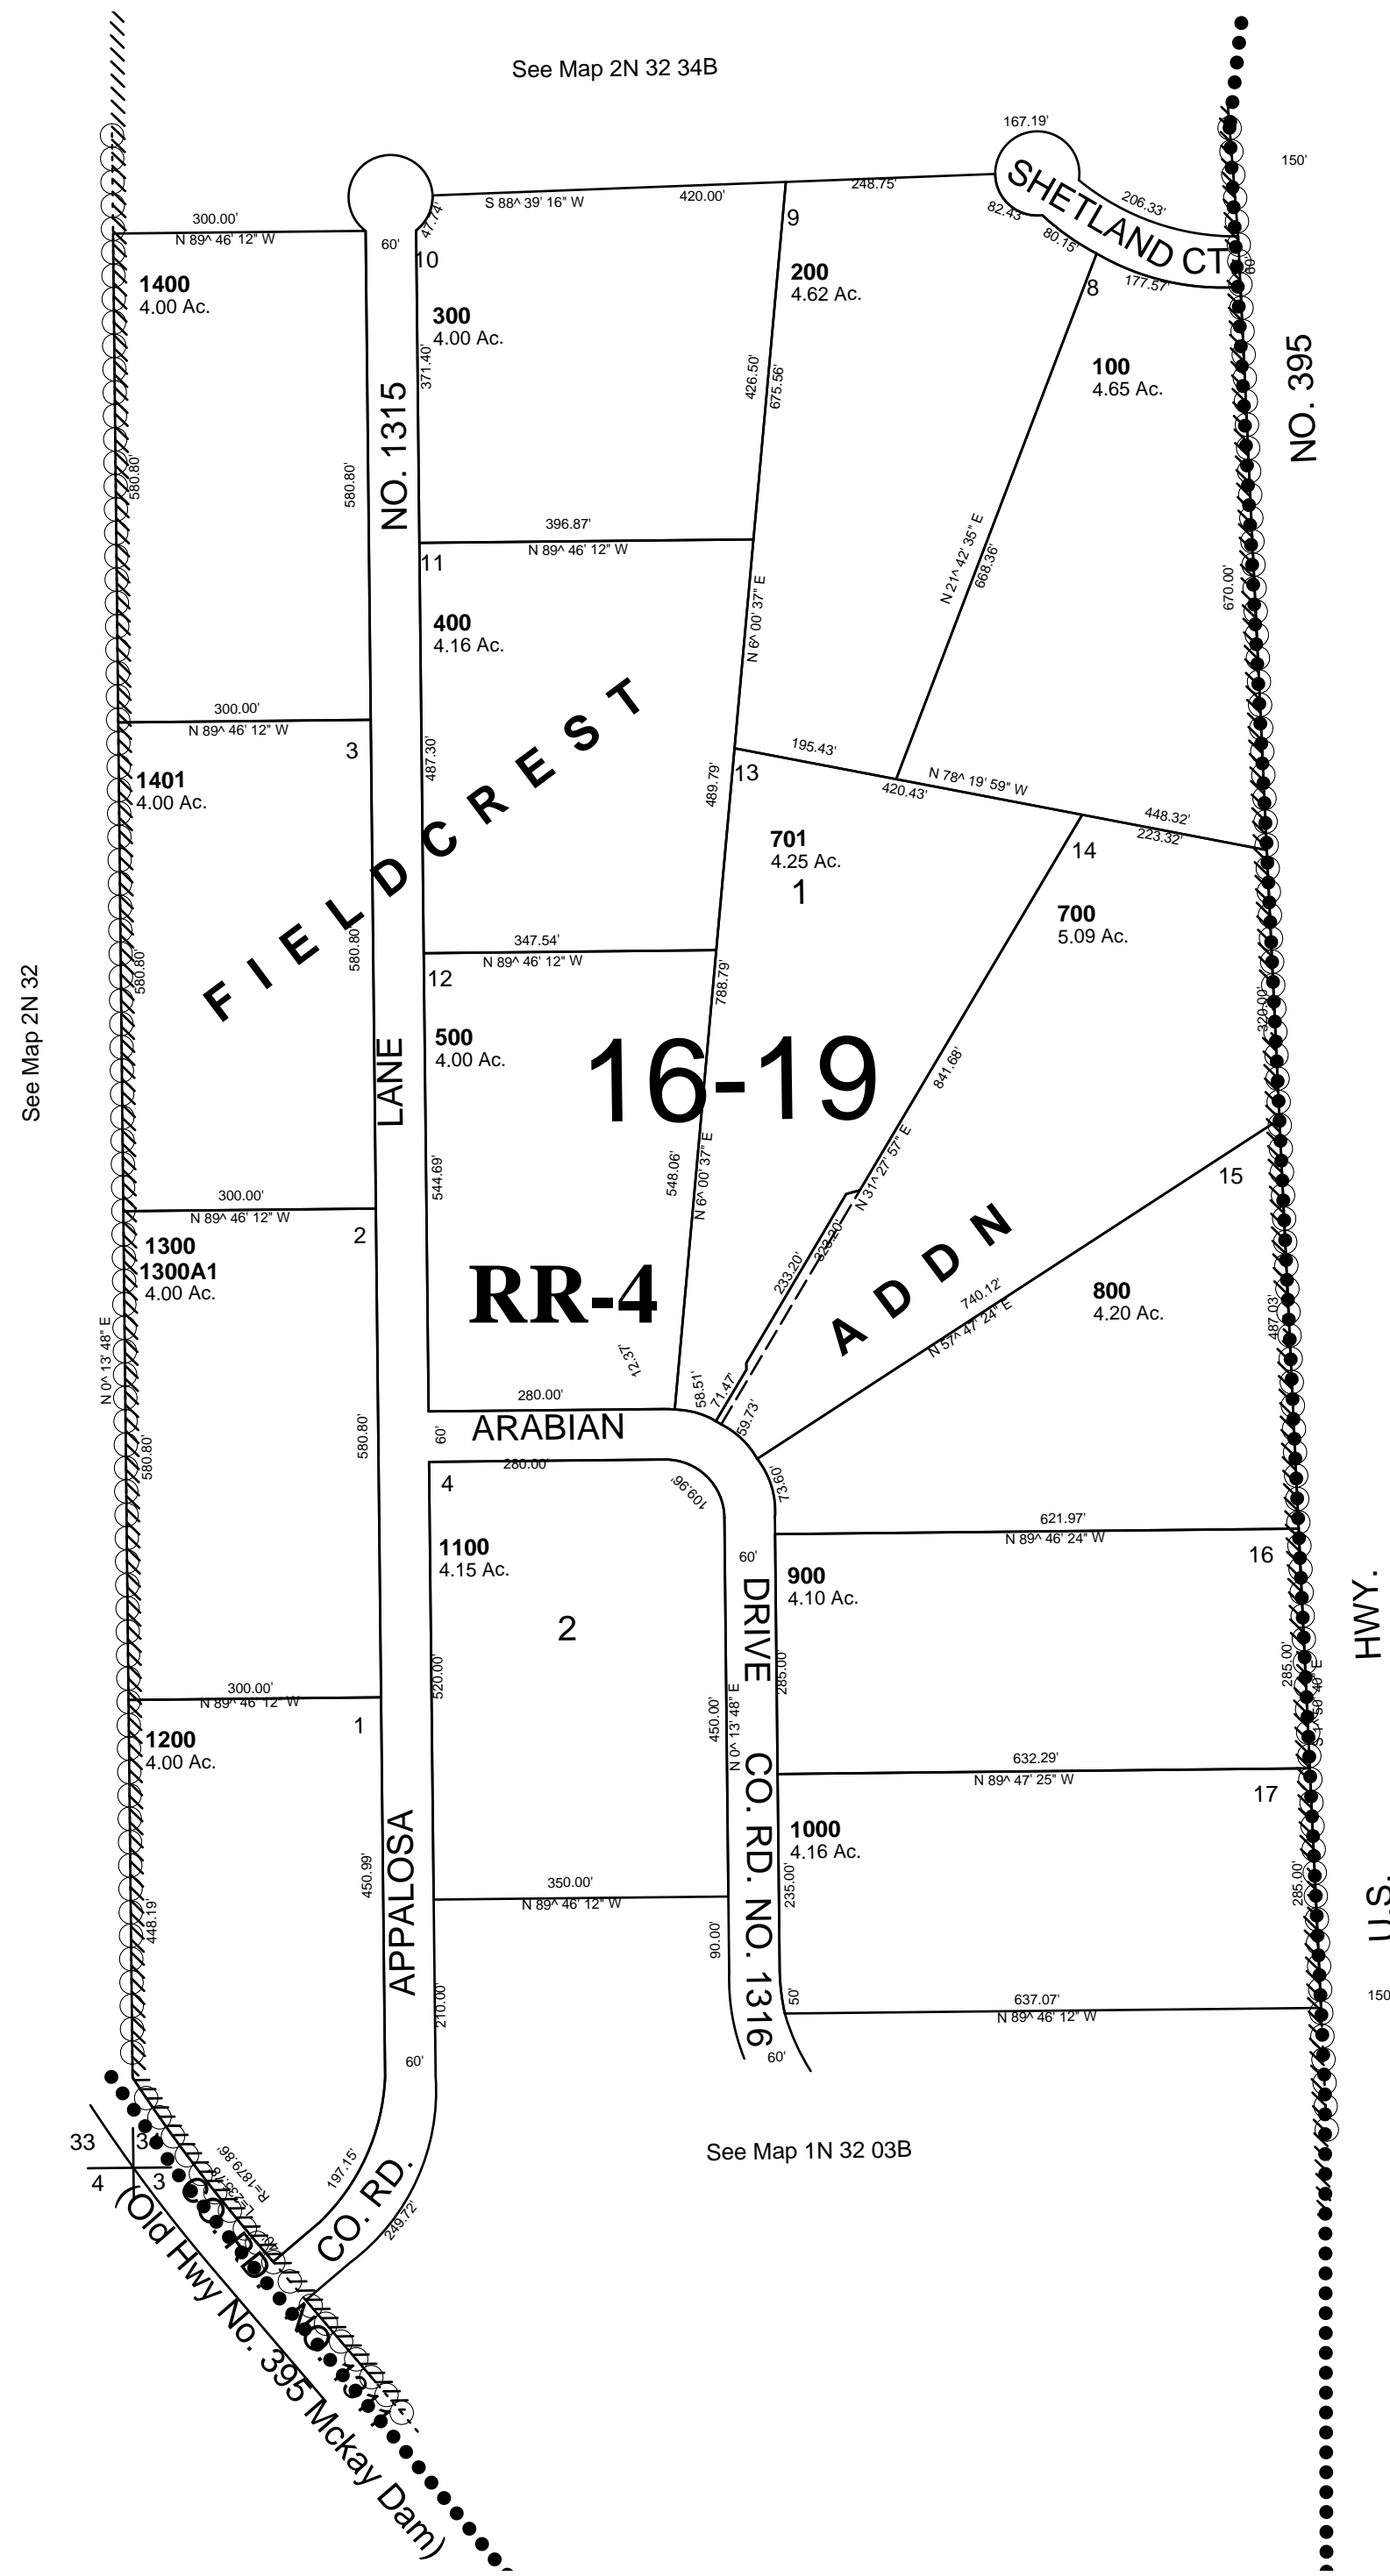 See Map 2N 32 34B
167.19'
150'
SHETLAND CT
206.33'
82.43'
80.15'
177.57'
60'
300.00'
N 89^ 46' 12" W
60'
47.74'
10
S 88^ 39' 16" W
420.00'
248.75'
9
8
1400
4.00 Ac.
300
4.00 Ac.
200
4.62 Ac.
100
4.65 Ac.
NO. 395
371.40'
426.50'
675.56'
NO. 1315
580.80'
580.80'
396.87'
N 89^ 46' 12" W
11
N 21^ 42' 35" E
668.36'
670.00'
N 6^ 00' 37" E
400
4.16 Ac.
FIELDCREST
300.00'
N 89^ 46' 12" W
3
1401
4.00 Ac.
487.30'
489.79'
13
195.43'
420.43'
N 78^ 19' 59" W
448.32'
223.32'
701
4.25 Ac.
1
14
700
5.09 Ac.
580.80'
580.80'
347.54'
N 89^ 46' 12" W
12
788.79'
320.00'
See Map 2N 32
LANE
500
4.00 Ac.
16-19
841.68'
N 31^ 27' 57" E
544.69'
548.06'
N 6^ 00' 37" E
15
300.00'
N 89^ 46' 12" W
2
1300
1300A1
4.00 Ac.
RR-4
233.20'
323.20'
ADDN
740.12'
N 57^ 47' 24" E
800
4.20 Ac.
487.03'
N 0^ 13' 48" E
12.37'
58.51'
71.47'
59.73'
280.00'
ARABIAN
60'
280.00'
4
109.96'
73.60'
580.80'
580.80'
1100
4.15 Ac.
2
60'
621.97'
N 89^ 46' 24" W
16
900
4.10 Ac.
DRIVE
285.00'
285.00'
S 1^ 50' 40" E
HWY.
520.00'
450.00'
N 0^ 13' 48" E
300.00'
N 89^ 46' 12" W
1
1200
4.00 Ac.
632.29'
N 89^ 47' 25" W
17
CO. RD. NO. 1316
1000
4.16 Ac.
APPALOSA
450.99'
448.19'
350.00'
N 89^ 46' 12" W
235.00'
285.00'
U.S.
90.00'
210.00'
50'
637.07'
N 89^ 46' 12" W
150
60'
60'
See Map 1N 32 03B
33
4
3
R=1879.86'
197.15'
249.72'
CO. RD.
40'
CO. RD. NO.
(Old Hwy No. 395 Mckay Dam)